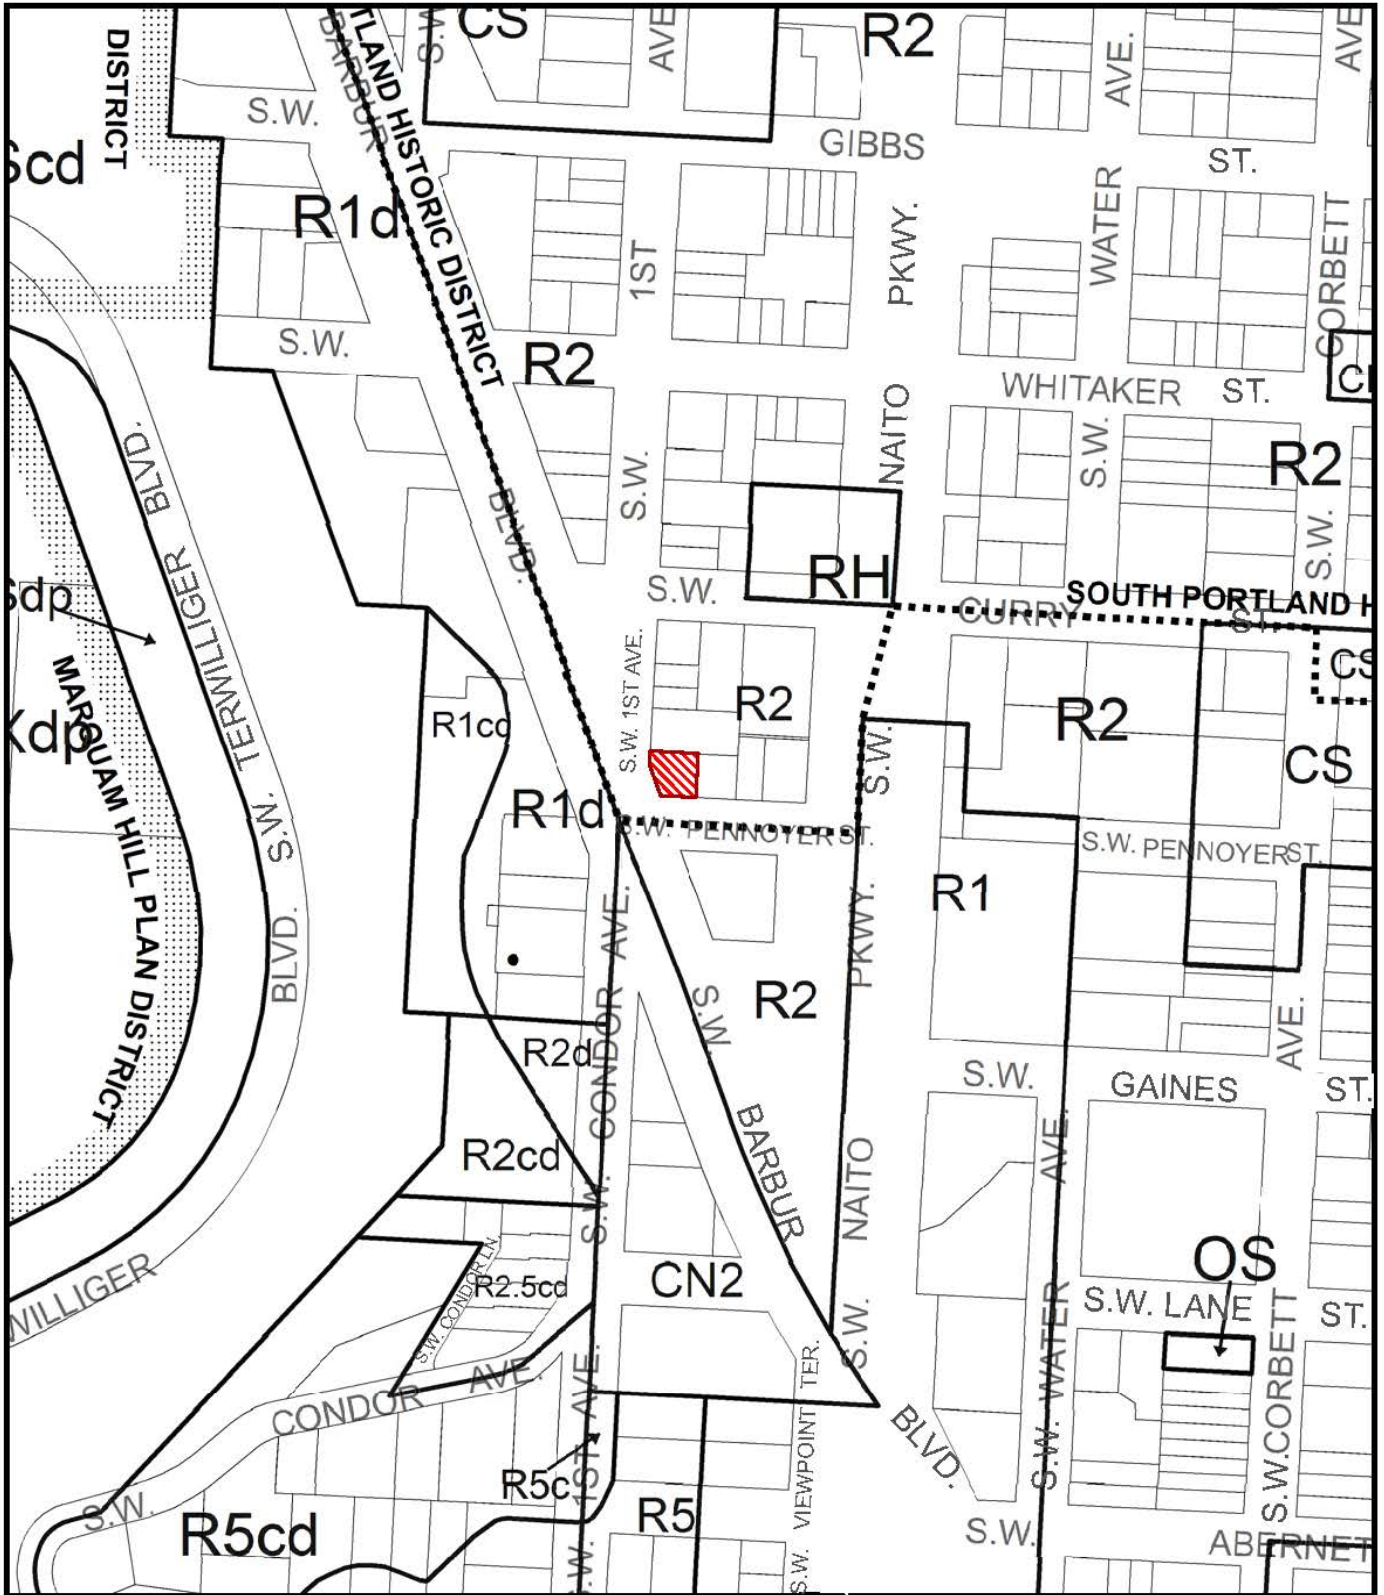 DISTRICT
S.W.
CS
AVE
R2
AVE.
AVE
BARBUR
TLAND HISTORIC DISTRICT
S.W.
GIBBS
ST.
Scd
R1d
1ST
PKWY.
WATER
CORBETT
S.W.
R2
NAITO
WHITAKER
ST.
BLVD.
S.W.
S.W.
R2
S.W.
BLVD.
RH
S.W.
SOUTH PORTLAND H
CURRY
ST.
Sdp
TERWILLIGER
S.W.
MARQUAM HILL PLAN DISTRICT
S.W. 1ST AVE.
R2
R2
CS
R1cd
S.W.
CS
Xdp
R1d
S.W. PENNOYER ST.
S.W. PENNOYER ST.
BLVD.
R1
PKWY.
S.W. CONDOR AVE.
R2
S.W.
AVE.
R2d
S.W.
GAINES
ST.
BARBUR
AVE.
R2cd
NAITO
OS
WILLIGER
S.W. CONDOR LN.
R2.5cd
CN2
S.W. LANE
ST.
S.W.
S.W. WATER
S.W.CORBETT
CONDOR
AVE.
1ST AVE.
S.W. VIEWPOINT TER.
BLVD.
R5c
S.W.
R5cd
R5
S.W.
ABERNET
S.W.